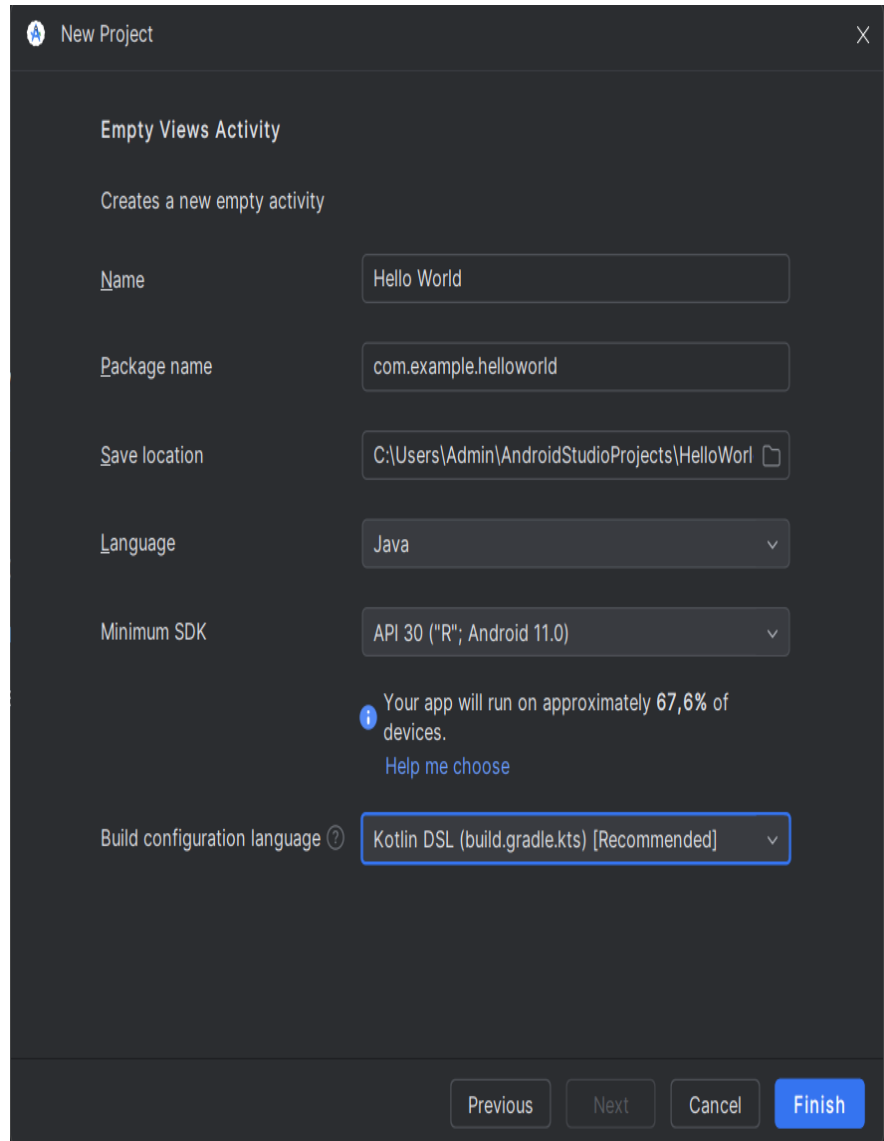 New Project
Empty Views Activity
Creates a new empty activity
Name
Hello World
Package name
com.example.helloworld
Save location
C:\Users\Admin\AndroidStudioProjects\HelloWorl
Language
Java
Minimum SDK
API 30 ("R"; Android 11.0)
Your app will run on approximately 67,6% of
devices.
Help me choose
Build configuration language ?
Kotlin DSL (build.gradle.kts) [Recommended]
Previous
Next
Cancel
Finish